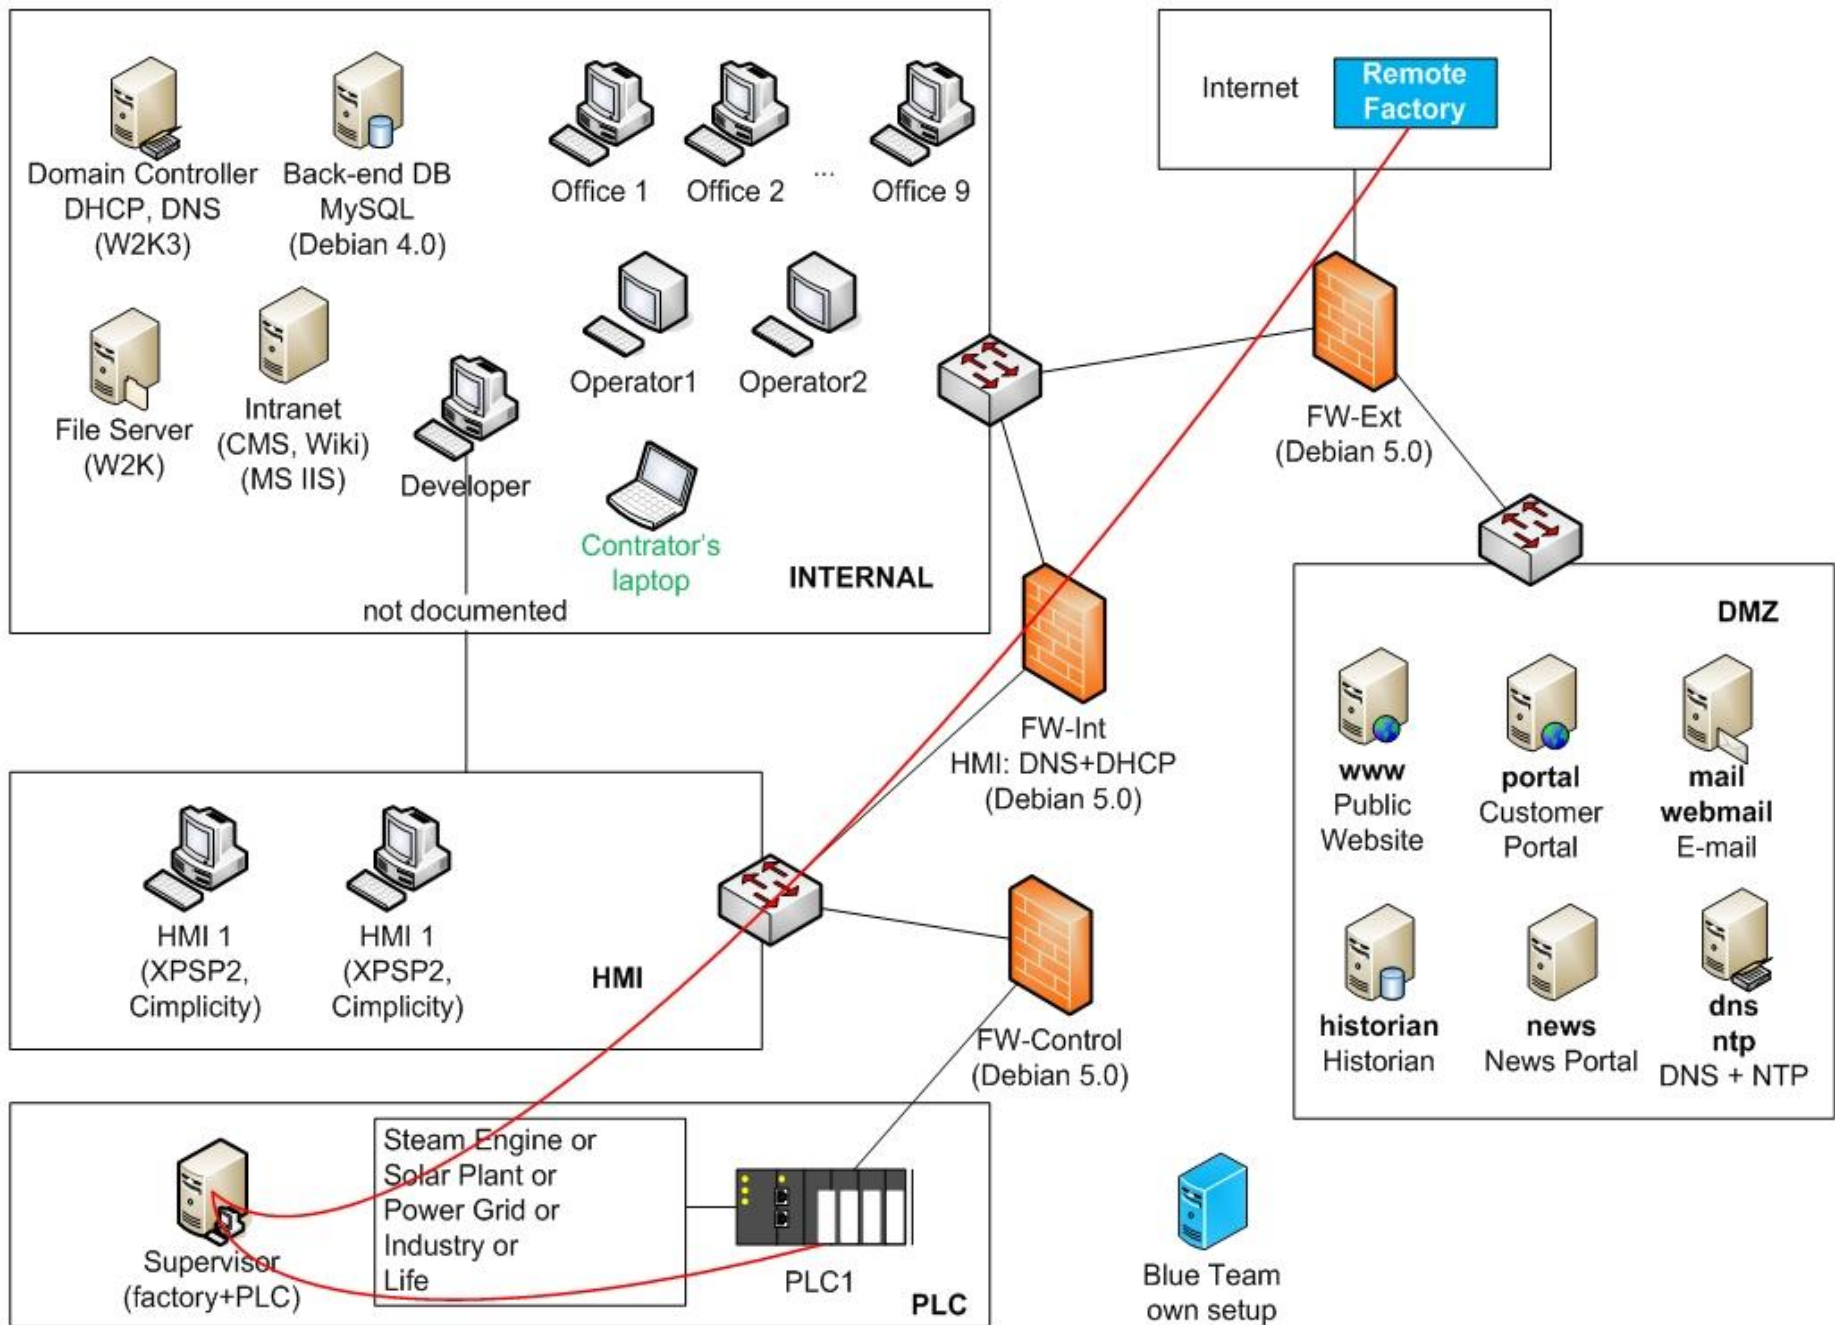 Domain Controller
DHCP, DNS
(W2K3)
Back-end DB
MySQL
(Debian 4.0)
Office 1
Office 2
...
Office 9
File Server
(W2K)
Intranet
(CMS, Wiki)
(MS IIS)
Developer
Operator1
Operator2
Contrator's
laptop
INTERNAL
not documented
Internet
Remote
Factory
FW-Ext
(Debian 5.0)
FW-Int
HMI: DNS+DHCP
(Debian 5.0)
DMZ
www
Public
Website
portal
Customer
Portal
mail
webmail
E-mail
historian
Historian
news
News Portal
dns
ntp
DNS + NTP
HMI 1
(XPSP2,
Cimplicity)
HMI 1
(XPSP2,
Cimplicity)
HMI
FW-Control
(Debian 5.0)
Supervisor
(factory+PLC)
Steam Engine or
Solar Plant or
Power Grid or
Industry or
Life
PLC1
PLC
Blue Team
own setup